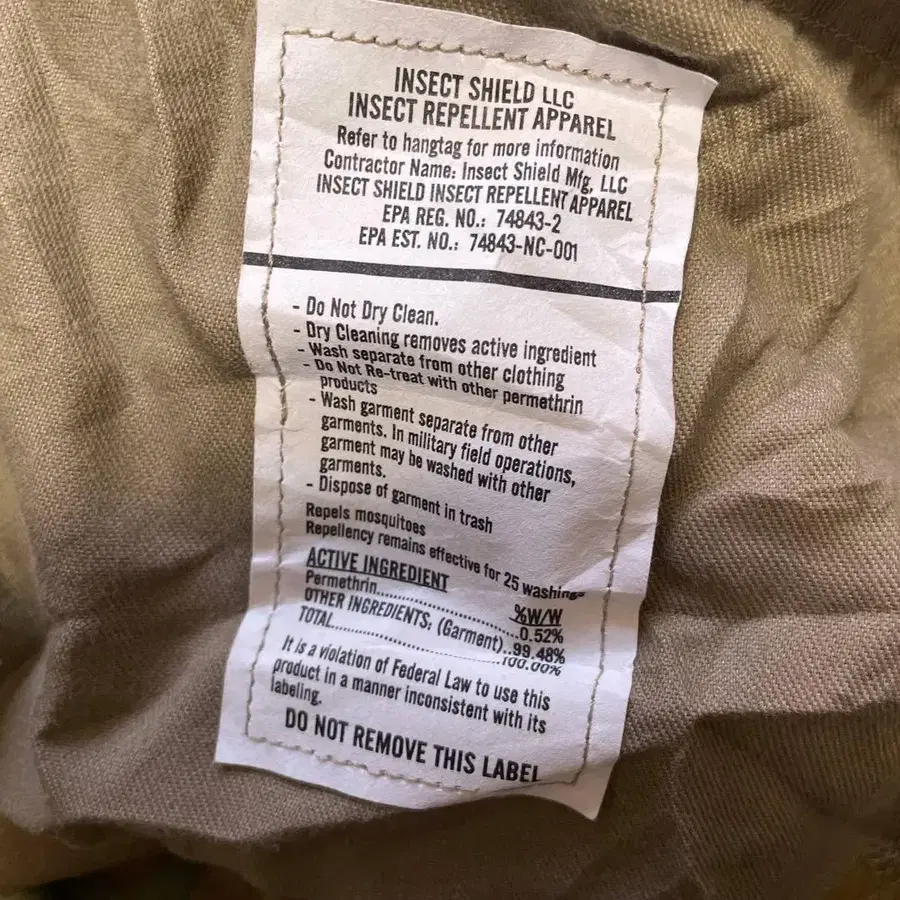 INSECT SHIELD LLC
INSECT REPELLENT APPAREL
Refer to hangtag for more information
Contractor Name: Insect Shield Mfg, LLC
INSECT SHIELD INSECT REPELLENT APPAREL
EPA REG. NO.: 74843-2
EPA EST. NO.: 74843-NC-001
- Do Not Dry Clean.
- Dry Cleaning removes active ingredient
- Wash separate from other clothing
- Do Not Re-treat with other permethrin
products
- Wash garment separate from other
garments. In military field operations,
garment may be washed with other
garments.
- Dispose of garment in trash
Repels mosquitoes
Repellency remains effective for 25 washings
ACTIVE INGREDIENT %W/W
Permethrin..............................0.52%
OTHER INGREDIENTS: (Garment)..99.48%
TOTAL....................................100.00%
It is a violation of Federal Law to use this
product in a manner inconsistent with its
labeling.
DO NOT REMOVE THIS LABEL